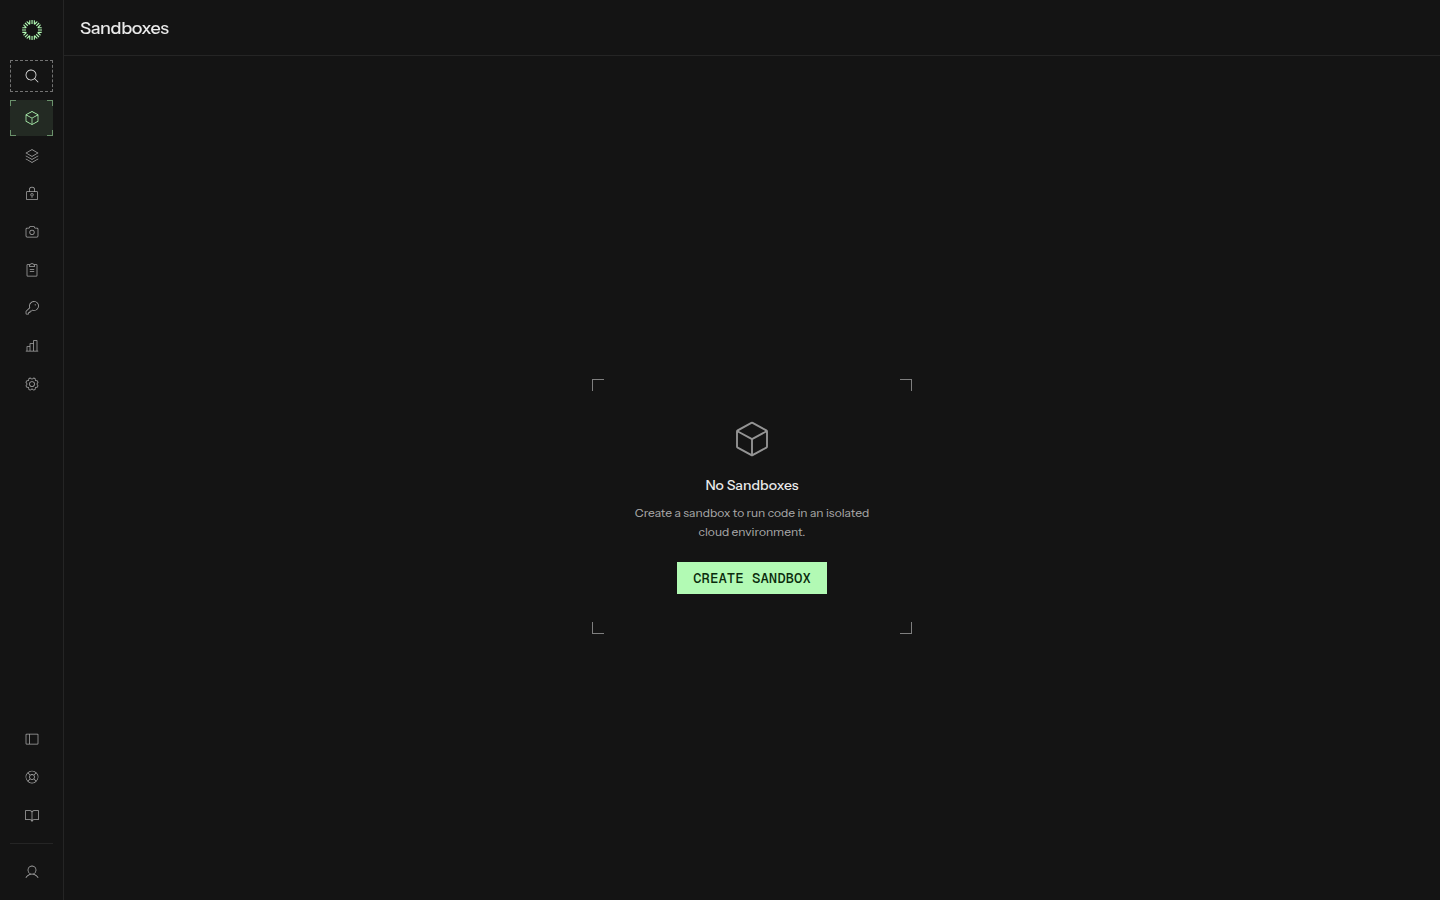 Sandboxes
No Sandboxes
Create a sandbox to run code in an isolated
cloud environment.
CREATE SANDBOX